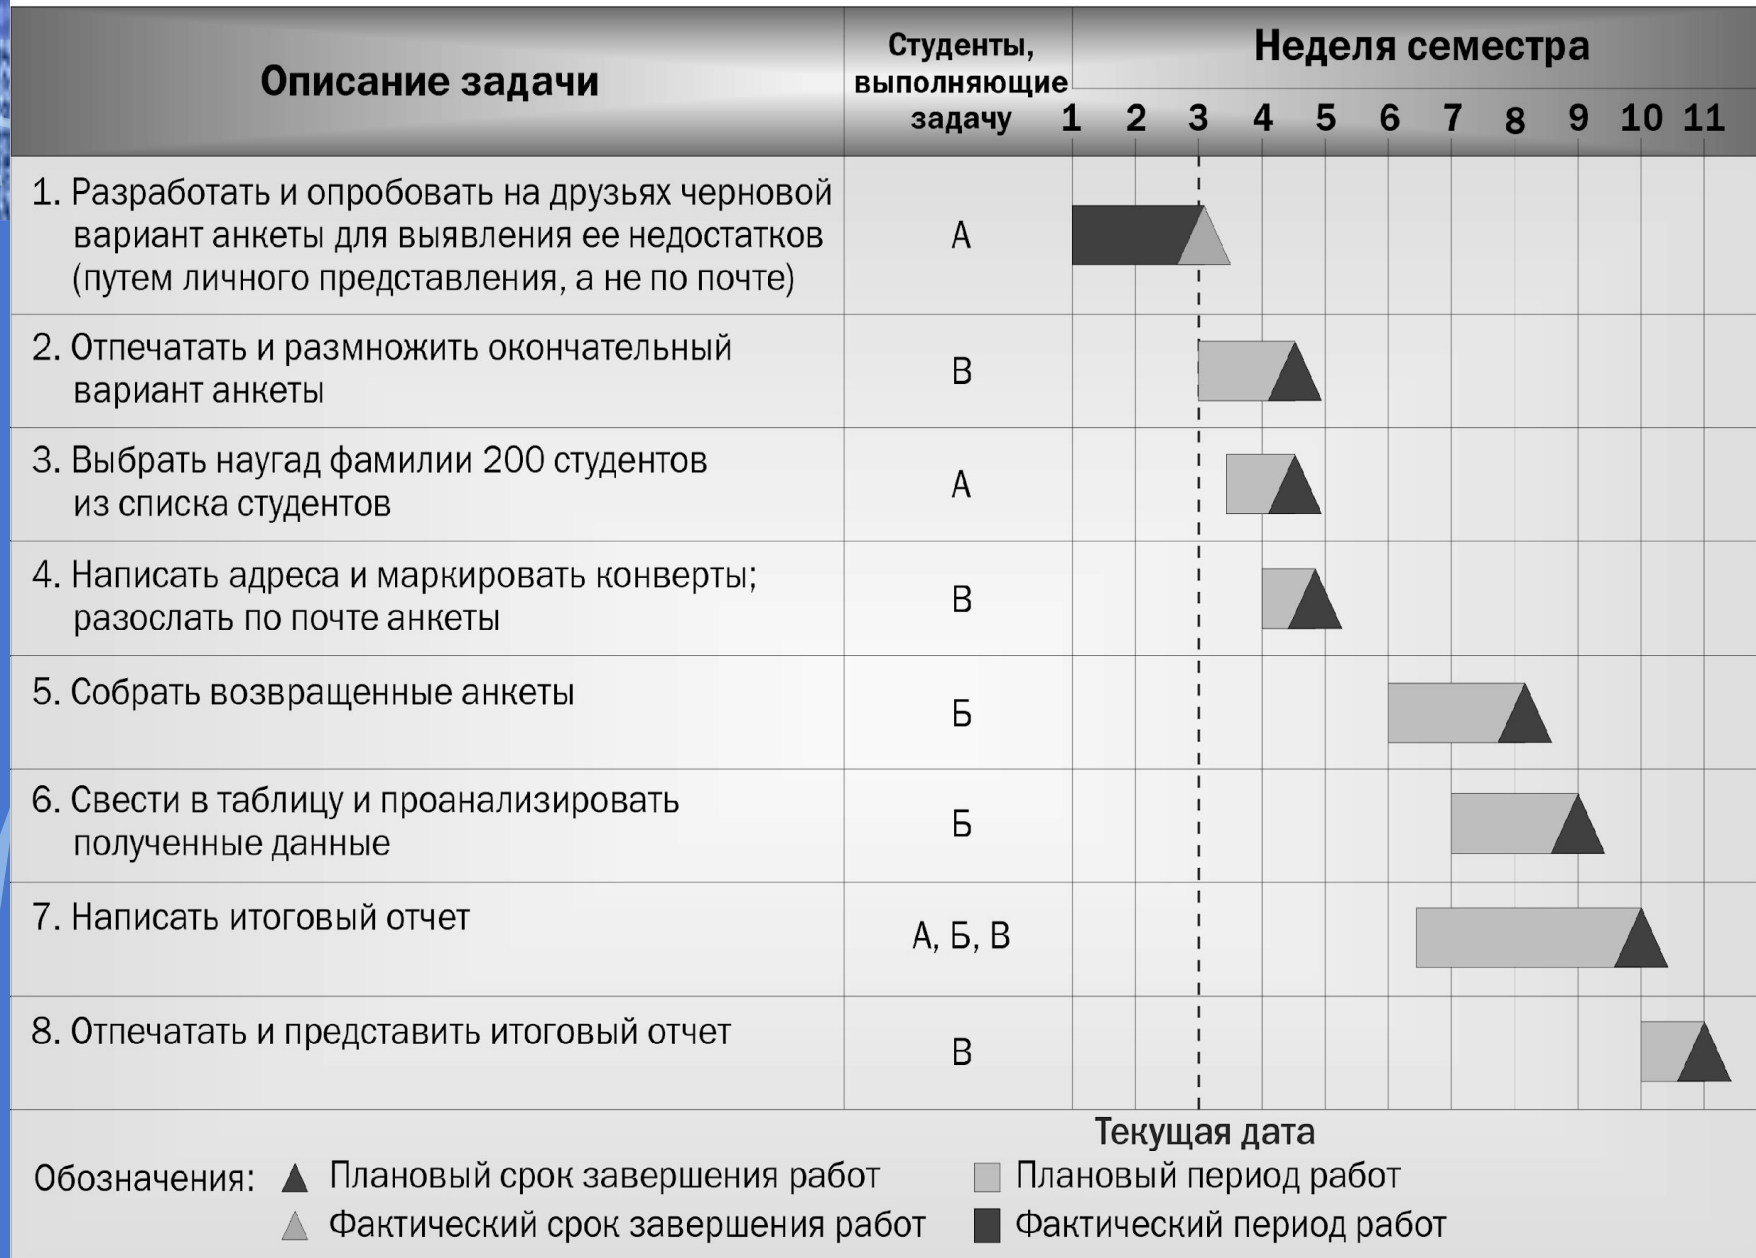 Описание задачи
Студенты,
выполняющие
задачу
Неделя семестра
1 2 3 4 5 6 7 8 9 10 11
1. Разработать и опробовать на друзьях черновой
вариант анкеты для выявления ее недостатков
(путем личного представления, а не по почте)
А
2. Отпечатать и размножить окончательный
вариант анкеты
В
3. Выбрать наугад фамилии 200 студентов
из списка студентов
А
4. Написать адреса и маркировать конверты;
разослать по почте анкеты
В
5. Собрать возвращенные анкеты
Б
6. Свести в таблицу и проанализировать
полученные данные
Б
7. Написать итоговый отчет
А, Б, В
8. Отпечатать и представить итоговый отчет
В
Текущая дата
Обозначения:
Плановый срок завершения работ
Плановый период работ
Фактический срок завершения работ
Фактический период работ